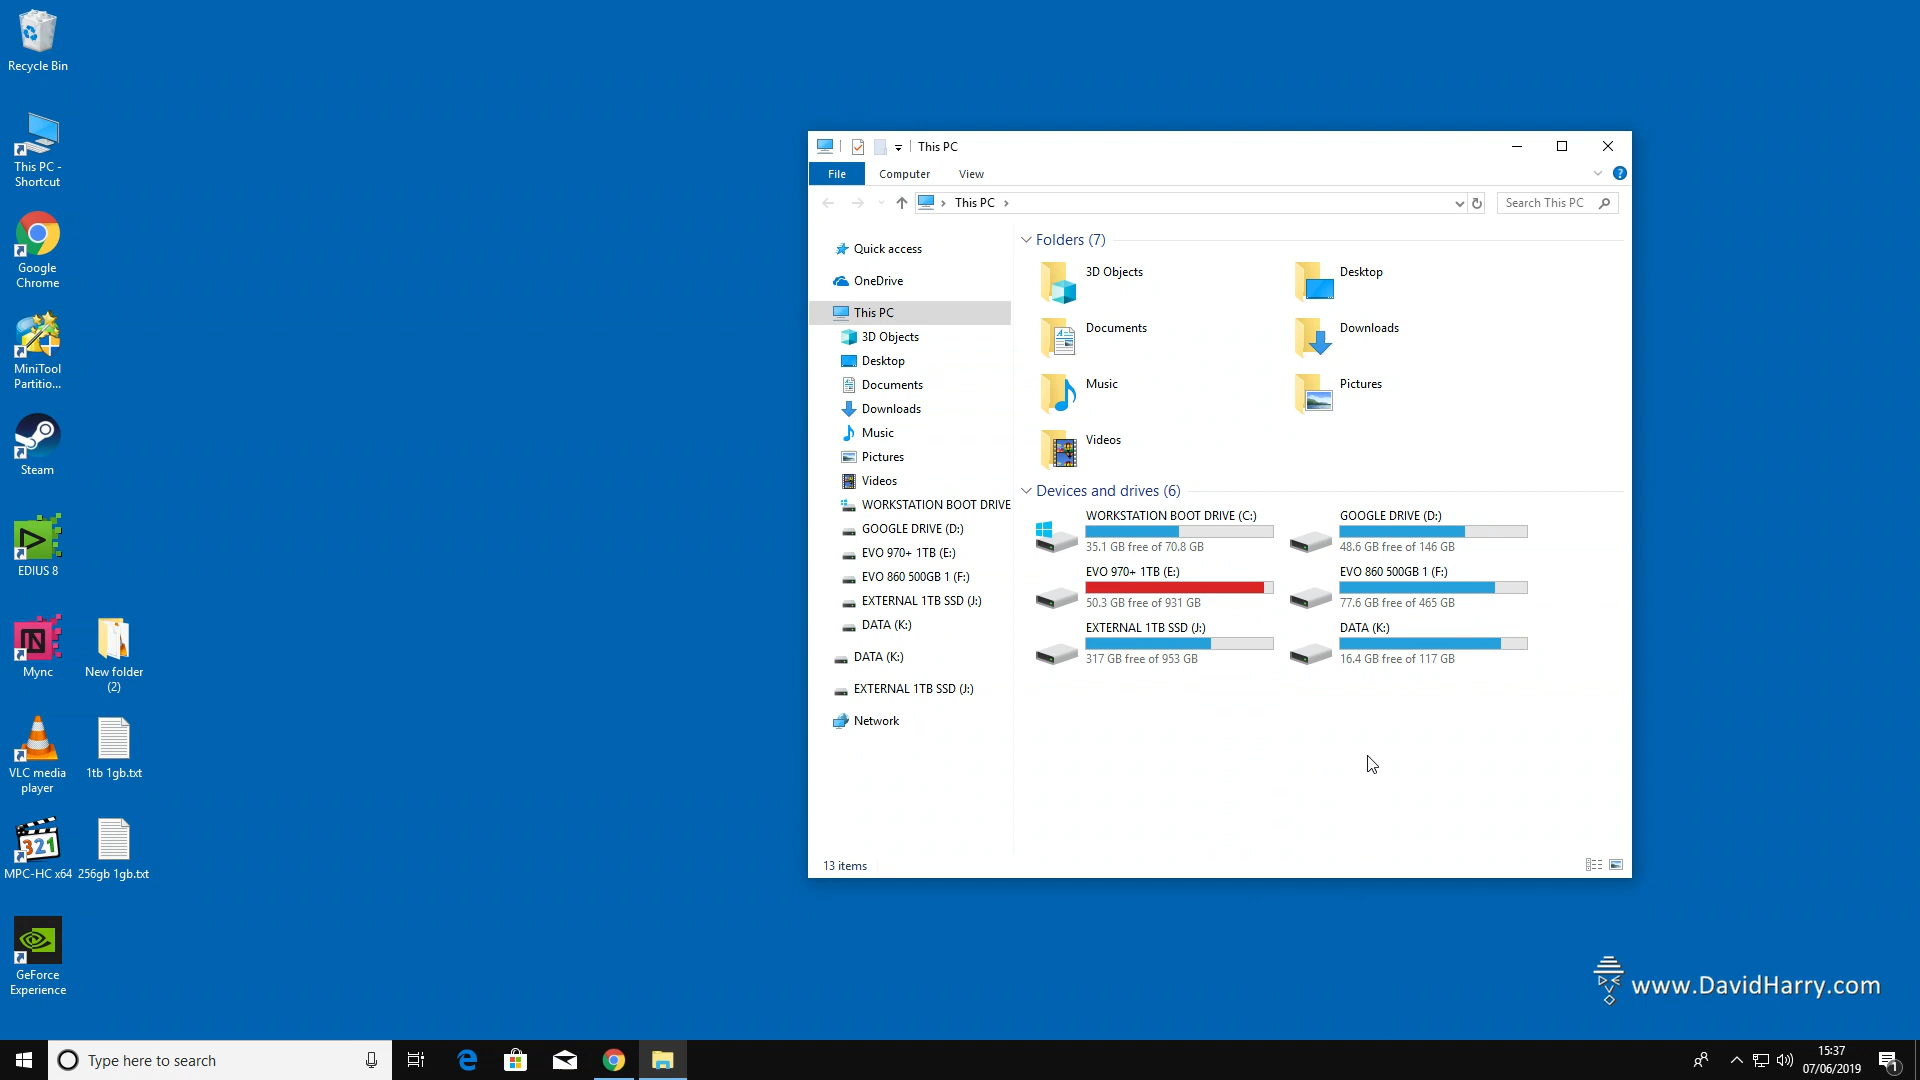 Recycle Bin
This PC -
Shortcut
Google
Chrome
MiniTool
Partitio...
Steam
EDIUS 8
Mync
New folder
(2)
VLC media
player
1tb 1gb.txt
MPC-HC x64
256gb 1gb.txt
GeForce
Experience
This PC
File
Computer
View
?
This PC
Search This PC
Quick access
OneDrive
This PC
3D Objects
Desktop
Documents
Downloads
Music
Pictures
Videos
WORKSTATION BOOT DRIVE
GOOGLE DRIVE (D:)
EVO 970+ 1TB (E:)
EVO 860 500GB 1 (F:)
EXTERNAL 1TB SSD (J:)
DATA (K:)
DATA (K:)
EXTERNAL 1TB SSD (J:)
Network
Folders (7)
3D Objects
Desktop
Documents
Downloads
Music
Pictures
Videos
Devices and drives (6)
WORKSTATION BOOT DRIVE (C:)
35.1 GB free of 70.8 GB
GOOGLE DRIVE (D:)
48.6 GB free of 146 GB
EVO 970+ 1TB (E:)
50.3 GB free of 931 GB
EVO 860 500GB 1 (F:)
77.6 GB free of 465 GB
EXTERNAL 1TB SSD (J:)
317 GB free of 953 GB
DATA (K:)
16.4 GB free of 117 GB
13 items
www.DavidHarry.com
Type here to search
15:37
07/06/2019
1